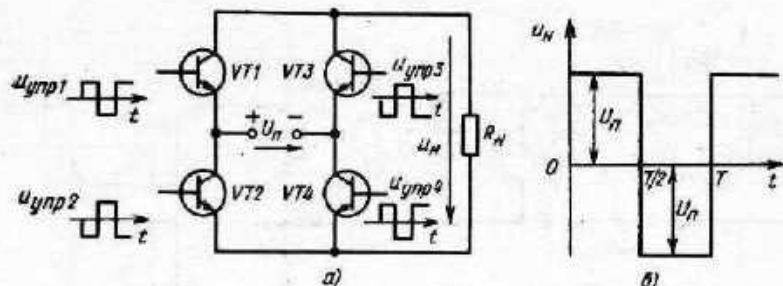 uупр1
t
VT1
VT3
uупр3
t
+ Uп −
uн
Rн
uупр2
t
VT2
VT4
uупр4
t
а)
uн
Uп
0
T/2
T
t
Uп
б)